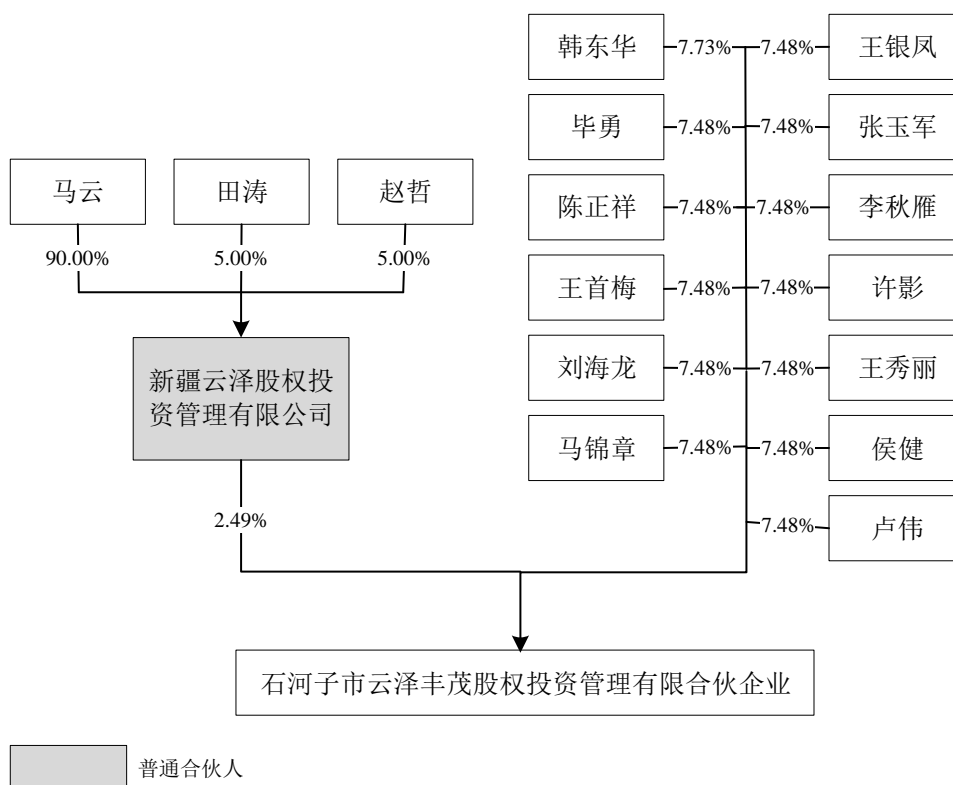 韩东华 7.73% 7.48% 王银凤
毕勇 7.48% 7.48% 张玉军
马云 田涛 赵哲
陈正祥 7.48% 7.48% 李秋雁
90.00% 5.00% 5.00%
王首梅 7.48% 7.48% 许影
新疆云泽股权投
资管理有限公司
刘海龙 7.48% 7.48% 王秀丽
马锦章 7.48% 7.48% 侯健
2.49%
7.48% 卢伟
石河子市云泽丰茂股权投资管理有限合伙企业
普通合伙人